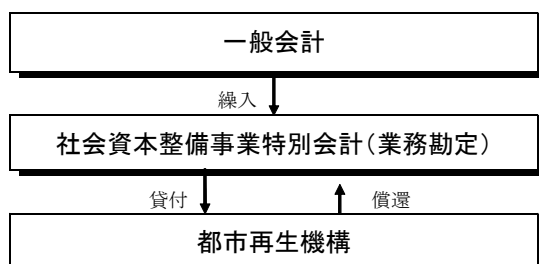 一般会計
繰入
社会資本整備事業特別会計（業務勘定）
貸付　償還
都市再生機構